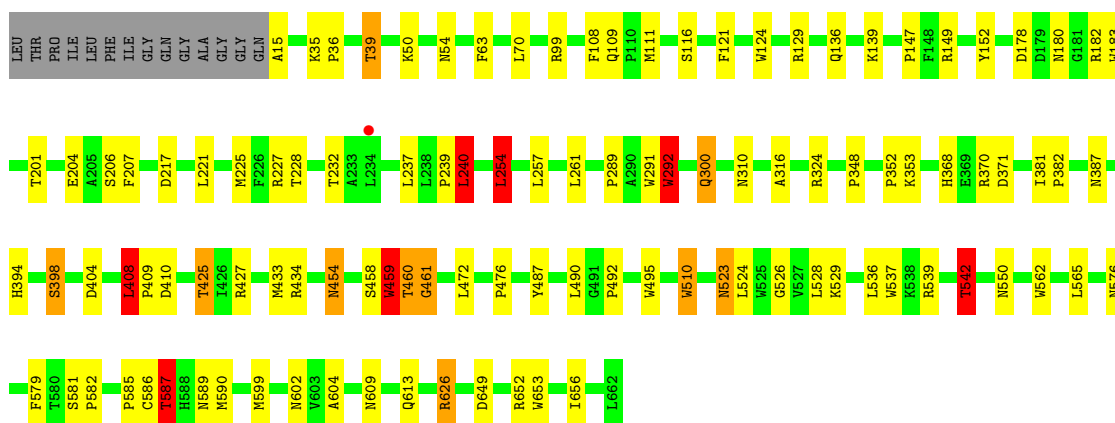 LEU THR PRO ILE LEU PHE ILE GLY GLN GLY ALA GLY GLY GLN A15 K35 P36 T39 K50 N54 F63 L70 R99 F108 Q109 P110 M111 S116 F121 W124 R129 Q136 K139 P147 F148 R149 Y152 D178 D179 N180 G181 R182 W183
T201 E204 A205 S206 F207 D217 L221 M225 F226 R227 T228 T232 A233 L234 L237 L238 P239 L240 L254 L257 L261 P289 A290 W291 W292 Q300 N310 A316 R324 P348 P352 K353 H368 E369 R370 D371 I381 P382 N387
H394 S398 D404 L408 P409 D410 T425 I426 R427 M433 R434 N454 S458 W459 T460 G461 L472 P476 Y487 L490 G491 P492 W495 W510 N523 L524 W525 G526 V527 L528 K529 L536 W537 K538 R539 T542 N550 W562 L565 N576
F579 T580 S581 P582 P585 C586 T587 H588 N589 M590 M599 N602 V603 A604 N609 Q613 R626 D649 R652 W653 I656 L662